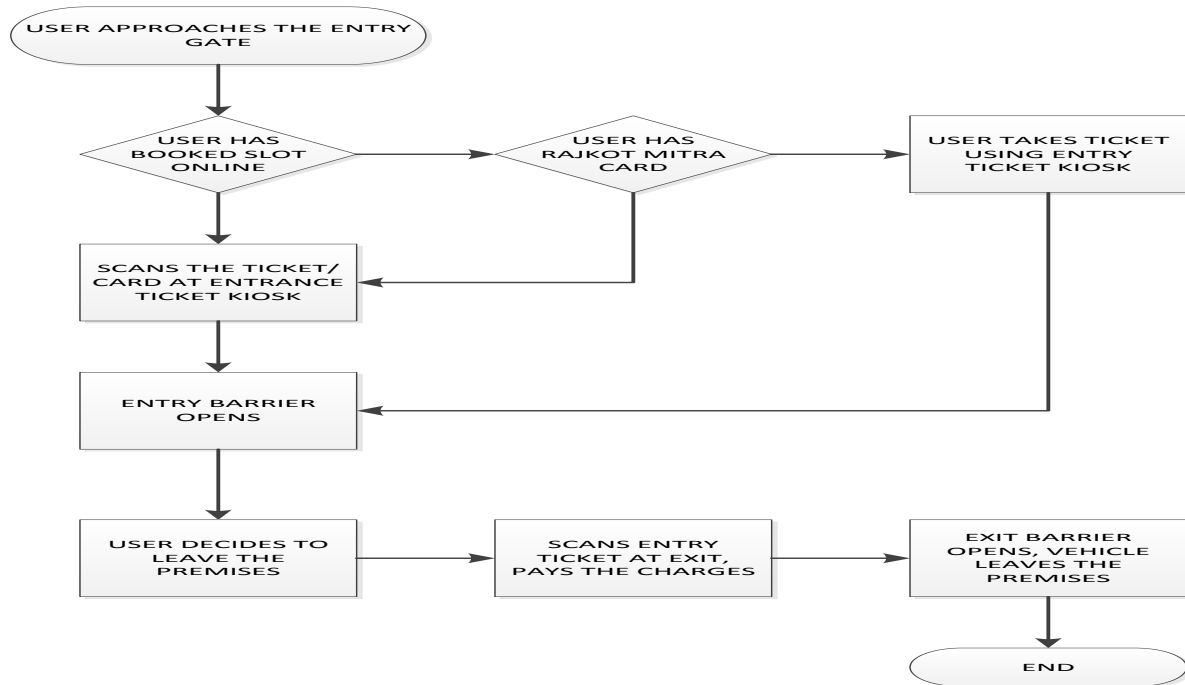 USER APPROACHES THE ENTRY
GATE
USER HAS
BOOKED SLOT
ONLINE
USER HAS
RAJKOT MITRA
CARD
USER TAKES TICKET
USING ENTRY
TICKET KIOSK
SCANS THE TICKET/
CARD AT ENTRANCE
TICKET KIOSK
ENTRY BARRIER
OPENS
USER DECIDES TO
LEAVE THE
PREMISES
SCANS ENTRY
TICKET AT EXIT,
PAYS THE CHARGES
EXIT BARRIER
OPENS, VEHICLE
LEAVES THE
PREMISES
END